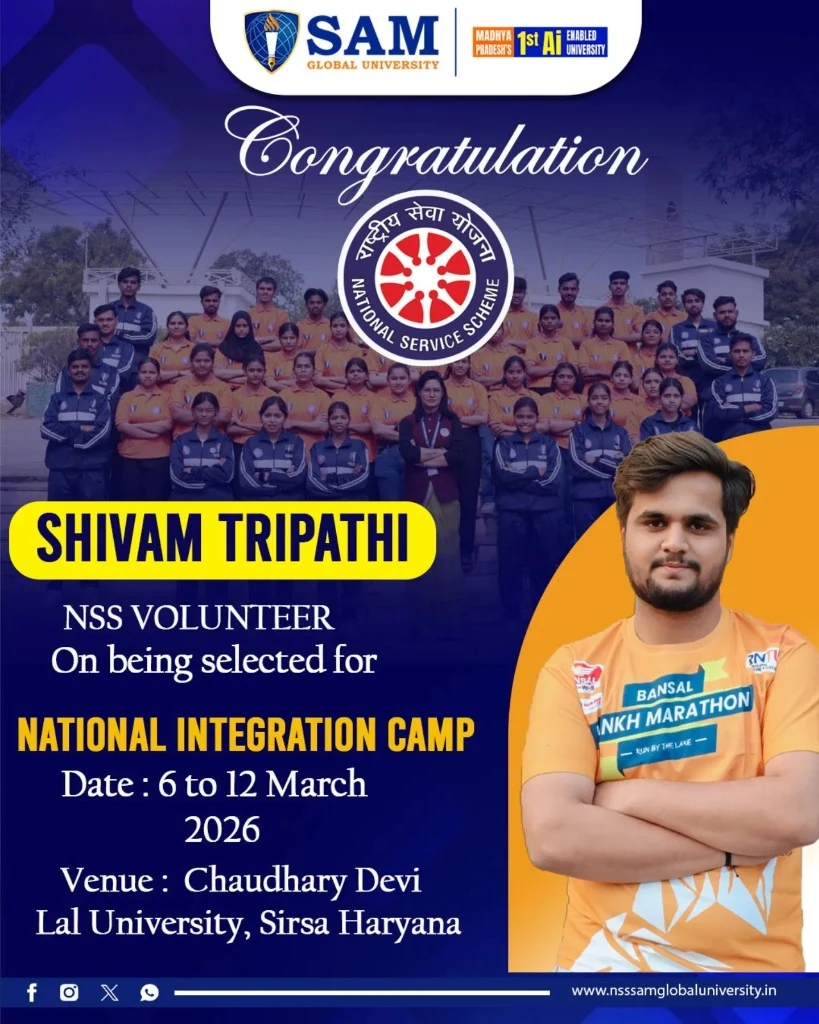 SAM
GLOBAL UNIVERSITY
MADHYA PRADESH'S
1st Ai
ENABLED UNIVERSITY
Congratulation
राष्ट्रीय सेवा योजना
NATIONAL SERVICE SCHEME
SHIVAM TRIPATHI
NSS VOLUNTEER
On being selected for
NATIONAL INTEGRATION CAMP
Date : 6 to 12 March
2026
Venue : Chaudhary Devi
Lal University, Sirsa Haryana
BANSAL
NKH MARATHON
RUN BY THE LAKE
www.nsssamglobaluniversity.in